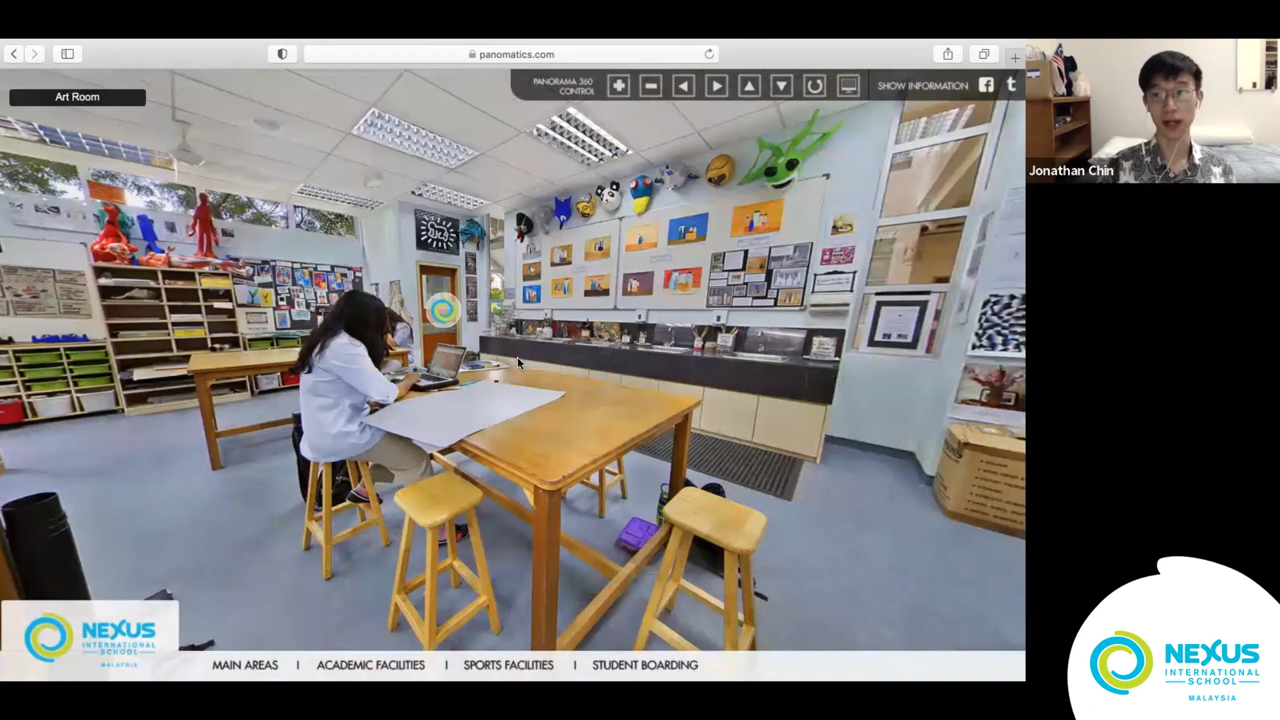 panomatics.com
Art Room
PANORAMA 360
CONTROL
SHOW INFORMATION
f
t
Jonathan Chin
NEXUS
INTERNATIONAL
SCHOOL
MALAYSIA
MAIN AREAS | ACADEMIC FACILITIES | SPORTS FACILITIES | STUDENT BOARDING
NEXUS
INTERNATIONAL
SCHOOL
MALAYSIA